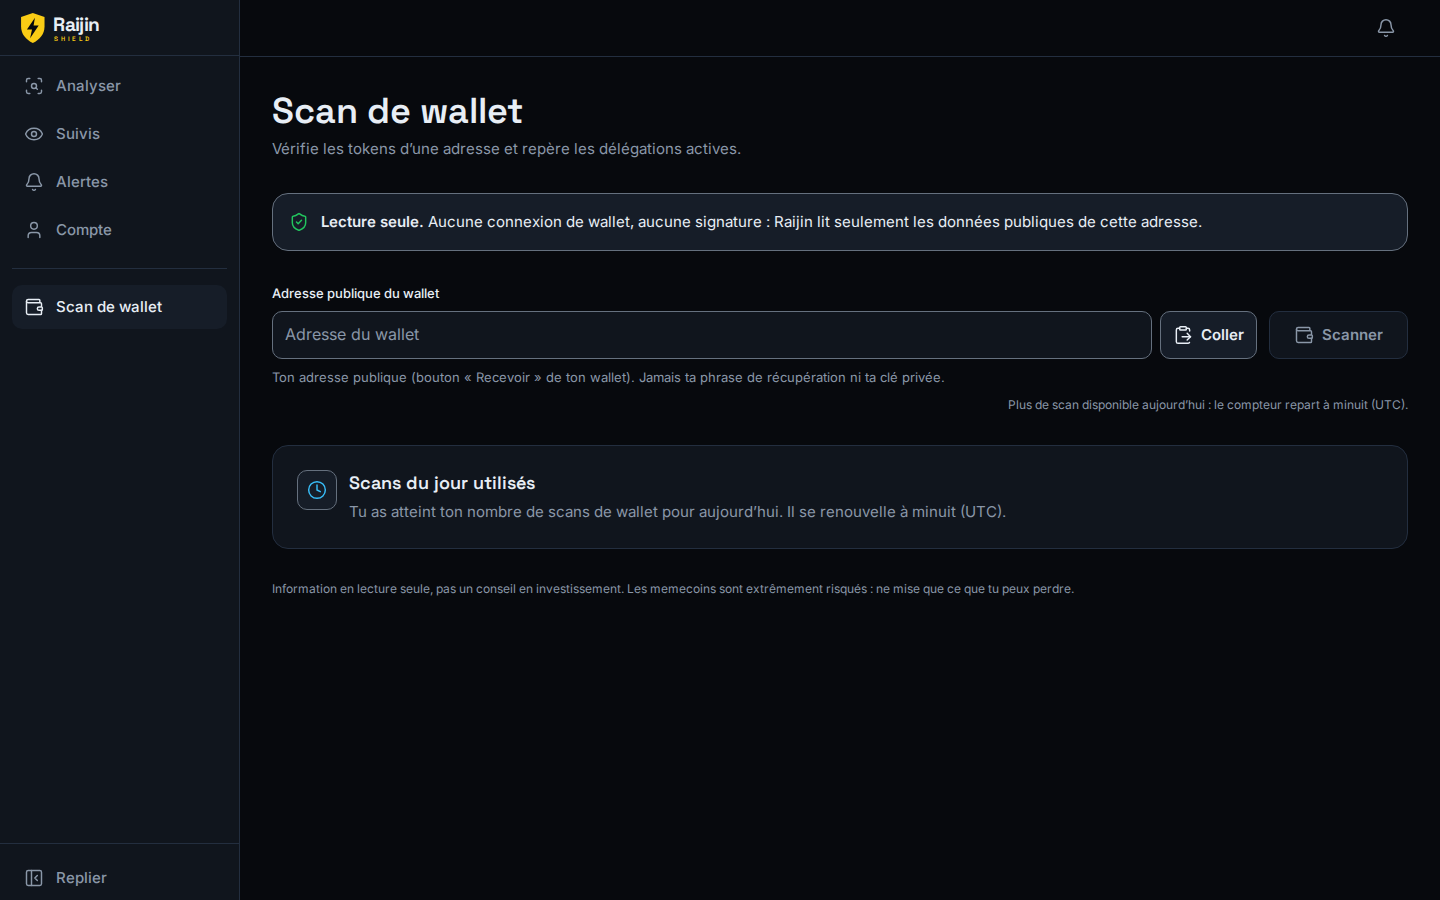 Raijin
SHIELD
Analyser
Suivis
Alertes
Compte
Scan de wallet
Replier
Scan de wallet
Vérifie les tokens d’une adresse et repère les délégations actives.
Lecture seule. Aucune connexion de wallet, aucune signature : Raijin lit seulement les données publiques de cette adresse.
Adresse publique du wallet
Adresse du wallet
Coller
Scanner
Ton adresse publique (bouton « Recevoir » de ton wallet). Jamais ta phrase de récupération ni ta clé privée.
Plus de scan disponible aujourd’hui : le compteur repart à minuit (UTC).
Scans du jour utilisés
Tu as atteint ton nombre de scans de wallet pour aujourd’hui. Il se renouvelle à minuit (UTC).
Information en lecture seule, pas un conseil en investissement. Les memecoins sont extrêmement risqués : ne mise que ce que tu peux perdre.